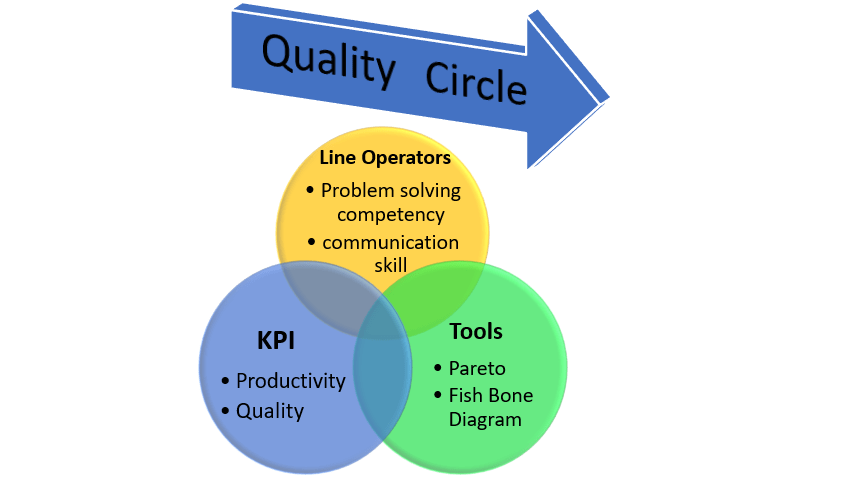 Quality Circle
Line Operators
• Problem solving
competency
• communication
skill
KPI
• Productivity
• Quality
Tools
• Pareto
• Fish Bone
Diagram